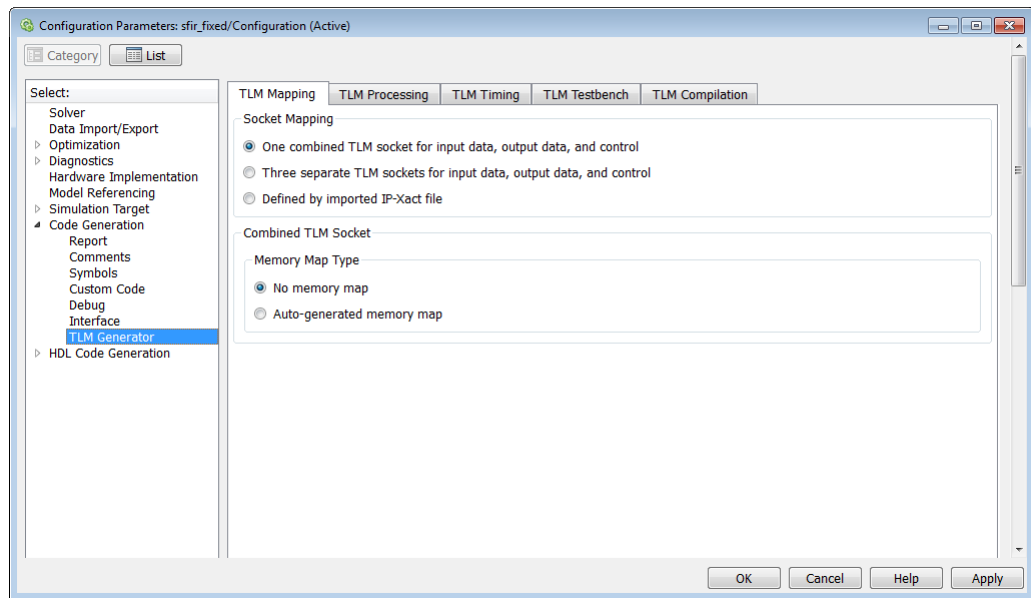 Configuration Parameters: sfir_fixed/Configuration (Active)
Category
List
Select:
Solver
Data Import/Export
Optimization
Diagnostics
Hardware Implementation
Model Referencing
Simulation Target
Code Generation
Report
Comments
Symbols
Custom Code
Debug
Interface
TLM Generator
HDL Code Generation
TLM Mapping
TLM Processing
TLM Timing
TLM Testbench
TLM Compilation
Socket Mapping
One combined TLM socket for input data, output data, and control
Three separate TLM sockets for input data, output data, and control
Defined by imported IP-Xact file
Combined TLM Socket
Memory Map Type
No memory map
Auto-generated memory map
OK
Cancel
Help
Apply